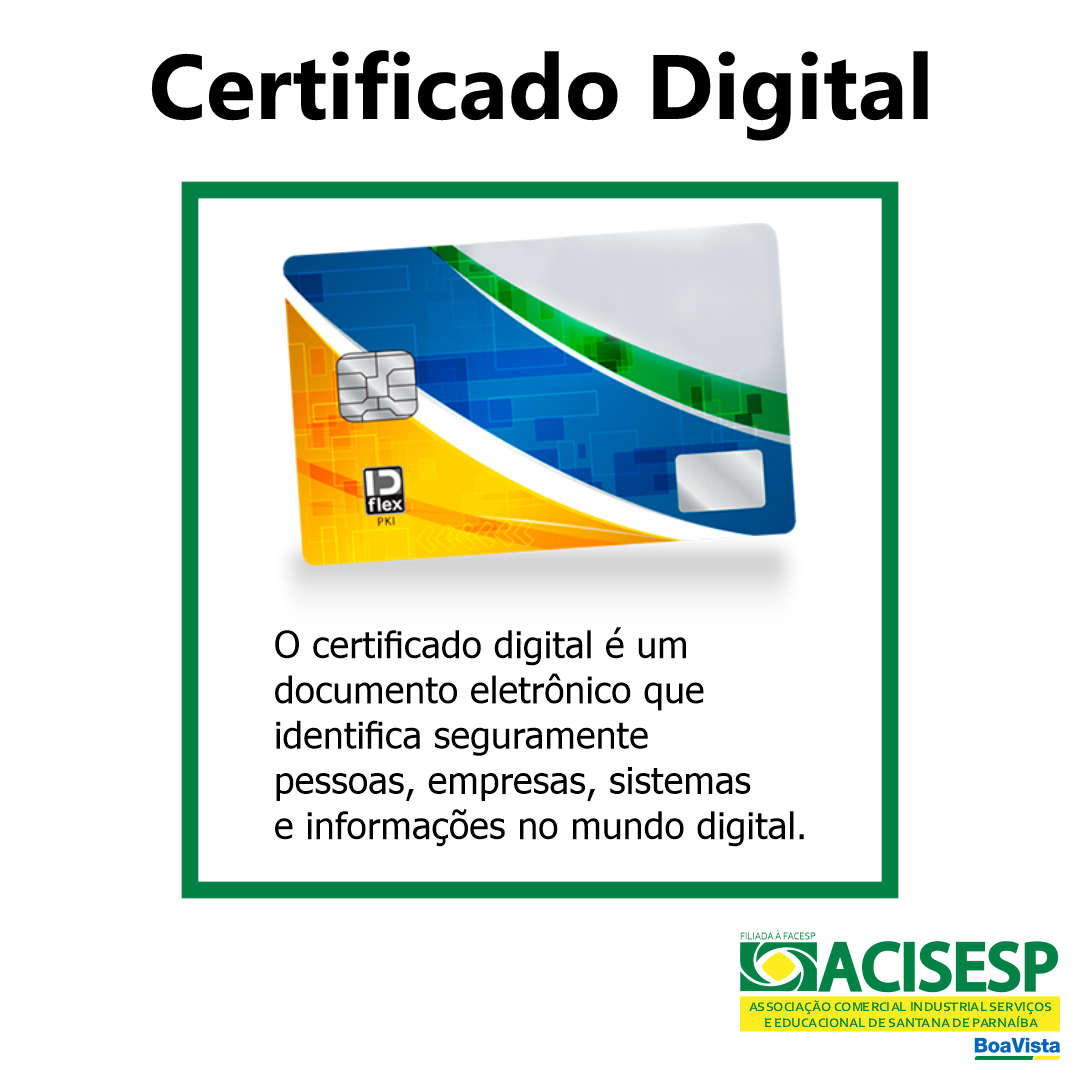 Certificado Digital
ID
flex
PKI
O certificado digital é um
documento eletrônico que
identifica seguramente
pessoas, empresas, sistemas
e informações no mundo digital.
FILIADA À FACESP
ACISESP
ASSOCIAÇÃO COMERCIAL INDUSTRIAL SERVIÇOS
E EDUCACIONAL DE SANTANA DE PARNAÍBA
BoaVista